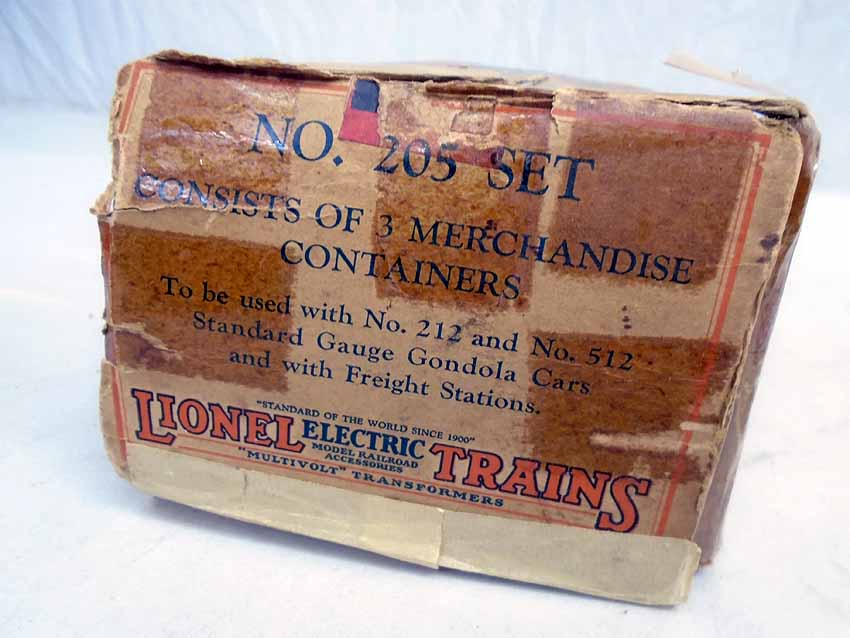 NO. 205 SET
CONSISTS OF 3 MERCHANDISE
CONTAINERS
To be used with No. 212 and No. 512
Standard Gauge Gondola Cars
and with Freight Stations.
"STANDARD OF THE WORLD SINCE 1900"
LIONEL ELECTRIC TRAINS
MODEL RAILROAD
ACCESSORIES
"MULTIVOLT" TRANSFORMERS